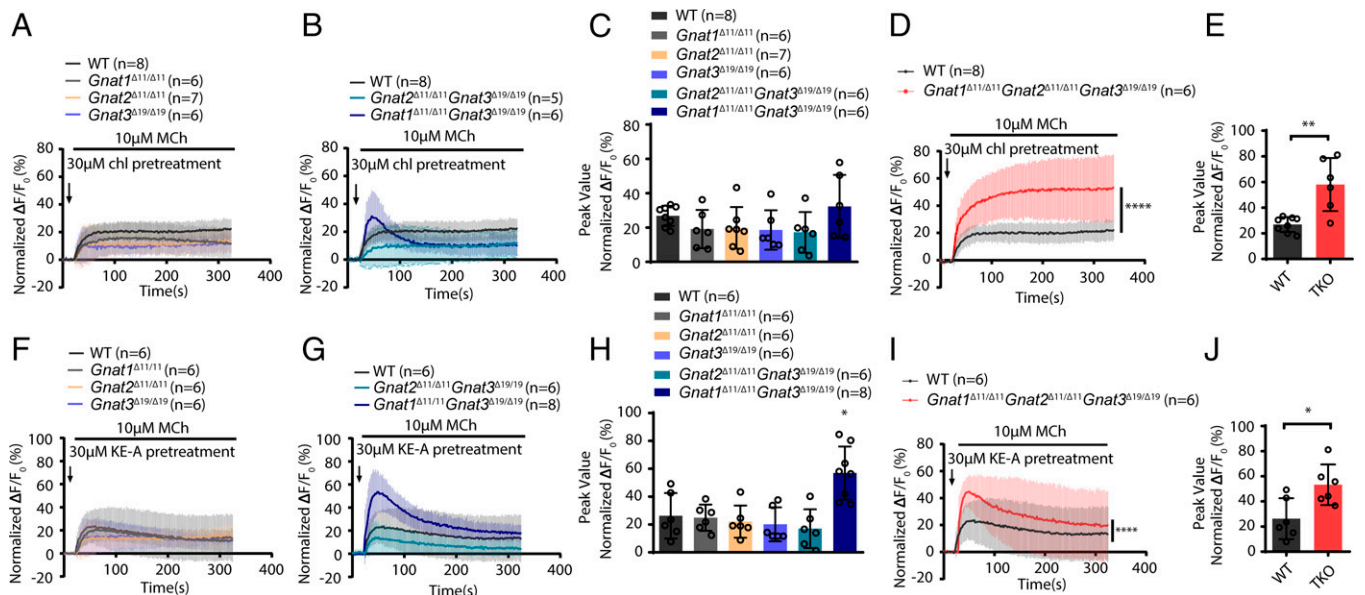 A
WT (n=8)
Gnat1Δ11/Δ11 (n=6)
Gnat2Δ11/Δ11 (n=7)
Gnat3Δ19/Δ19 (n=6)
10µM MCh
30µM chl pretreatment
Normalized ΔF/F0 (%)
100
80
60
40
20
0
-20
100
200
300
400
Time(s)
B
WT (n=8)
Gnat2Δ11/Δ11Gnat3Δ19/Δ19 (n=5)
Gnat1Δ11/Δ11Gnat3Δ19/Δ19 (n=6)
10µM MCh
30µM chl pretreatment
Normalized ΔF/F0 (%)
100
80
60
40
20
0
-20
100
200
300
400
Time(s)
C
WT (n=8)
Gnat1Δ11/Δ11 (n=6)
Gnat2Δ11/Δ11 (n=7)
Gnat3Δ19/Δ19 (n=6)
Gnat2Δ11/Δ11Gnat3Δ19/Δ19 (n=6)
Gnat1Δ11/Δ11Gnat3Δ19/Δ19 (n=6)
Peak Value
Normalized ΔF/F0 (%)
80
60
40
20
0
D
WT (n=8)
Gnat1Δ11/Δ11Gnat2Δ11/Δ11Gnat3Δ19/Δ19 (n=6)
10µM MCh
30µM chl pretreatment
Normalized ΔF/F0 (%)
100
80
60
40
20
0
-20
100
200
300
400
Time(s)
****
E
**
Peak Value
Normalized ΔF/F0 (%)
100
80
60
40
20
0
WT
TKO
F
WT (n=6)
Gnat1Δ11/11 (n=6)
Gnat2Δ11/Δ11 (n=6)
Gnat3Δ19/Δ19 (n=6)
10µM MCh
30µM KE-A pretreatment
Normalized ΔF/F0 (%)
100
80
60
40
20
0
-20
100
200
300
400
Time(s)
G
WT (n=6)
Gnat2Δ11/Δ11Gnat3Δ19/19 (n=6)
Gnat1Δ11/11Gnat3Δ19/Δ19 (n=8)
10µM MCh
30µM KE-A pretreatment
Normalized ΔF/F0 (%)
100
80
60
40
20
0
-20
100
200
300
400
Time(s)
H
WT (n=6)
Gnat1Δ11/Δ11 (n=6)
Gnat2Δ11/Δ11 (n=6)
Gnat3Δ19/Δ19 (n=6)
Gnat2Δ11/Δ11Gnat3Δ19/Δ19 (n=6)
Gnat1Δ11/Δ11Gnat3Δ19/Δ19 (n=8)
*
Peak Value
Normalized ΔF/F0 (%)
100
80
60
40
20
0
I
WT (n=6)
Gnat1Δ11/Δ11Gnat2Δ11/Δ11Gnat3Δ19/Δ19 (n=6)
10µM MCh
30µM KE-A pretreatment
Normalized ΔF/F0 (%)
100
80
60
40
20
0
-20
100
200
300
400
Time(s)
****
J
*
Peak Value
Normalized ΔF/F0 (%)
100
80
60
40
20
0
WT
TKO